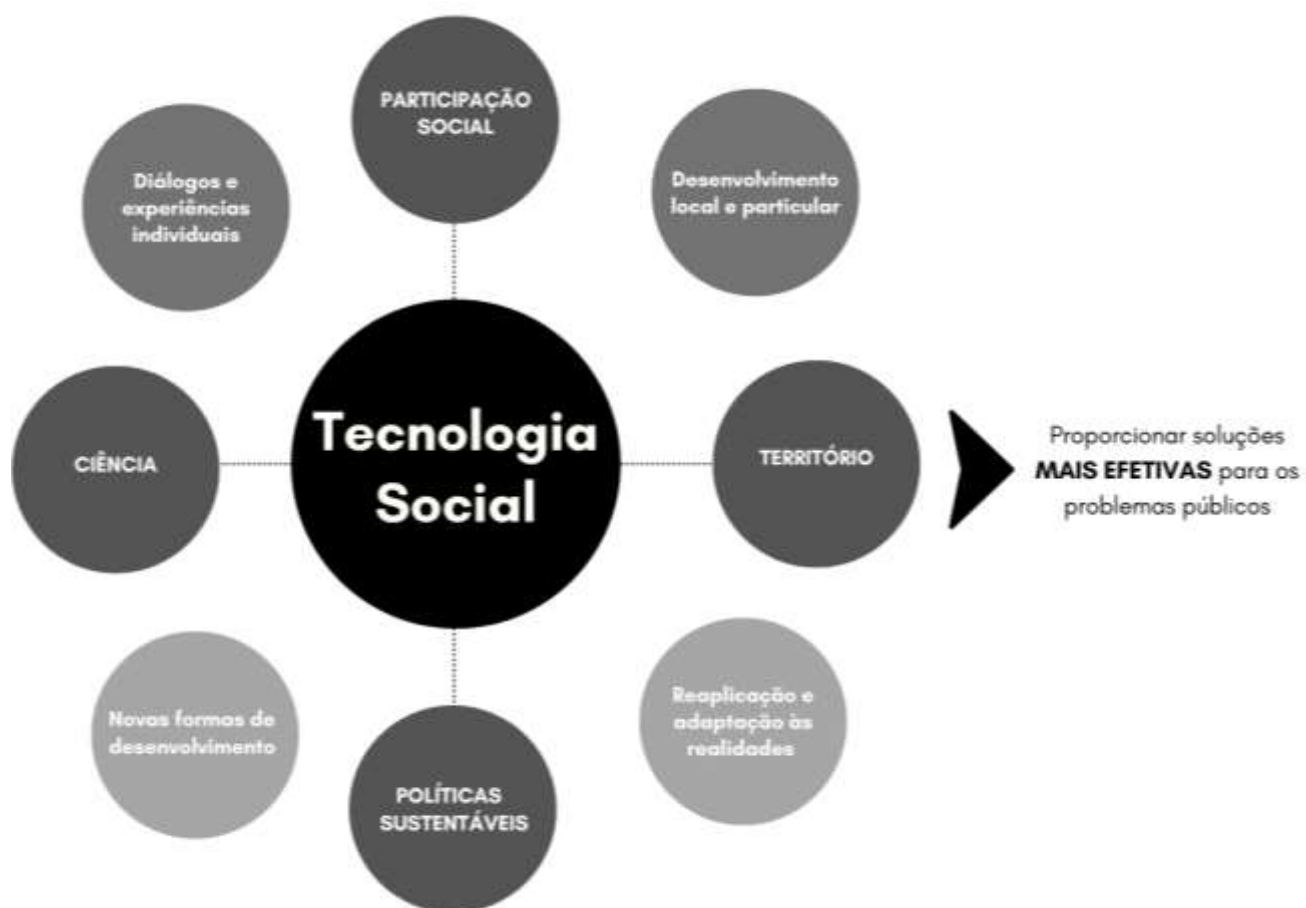 PARTICIPAÇÃO
SOCIAL
Diálogos e
experiências
individuais
Desenvolvimento
local e particular
CIÊNCIA
Tecnologia
Social
TERRITÓRIO
Proporcionar soluções
MAIS EFETIVAS para os
problemas públicos
Novas formas de
desenvolvimento
Reaplicação e
adaptação às
realidades
POLÍTICAS
SUSTENTÁVEIS